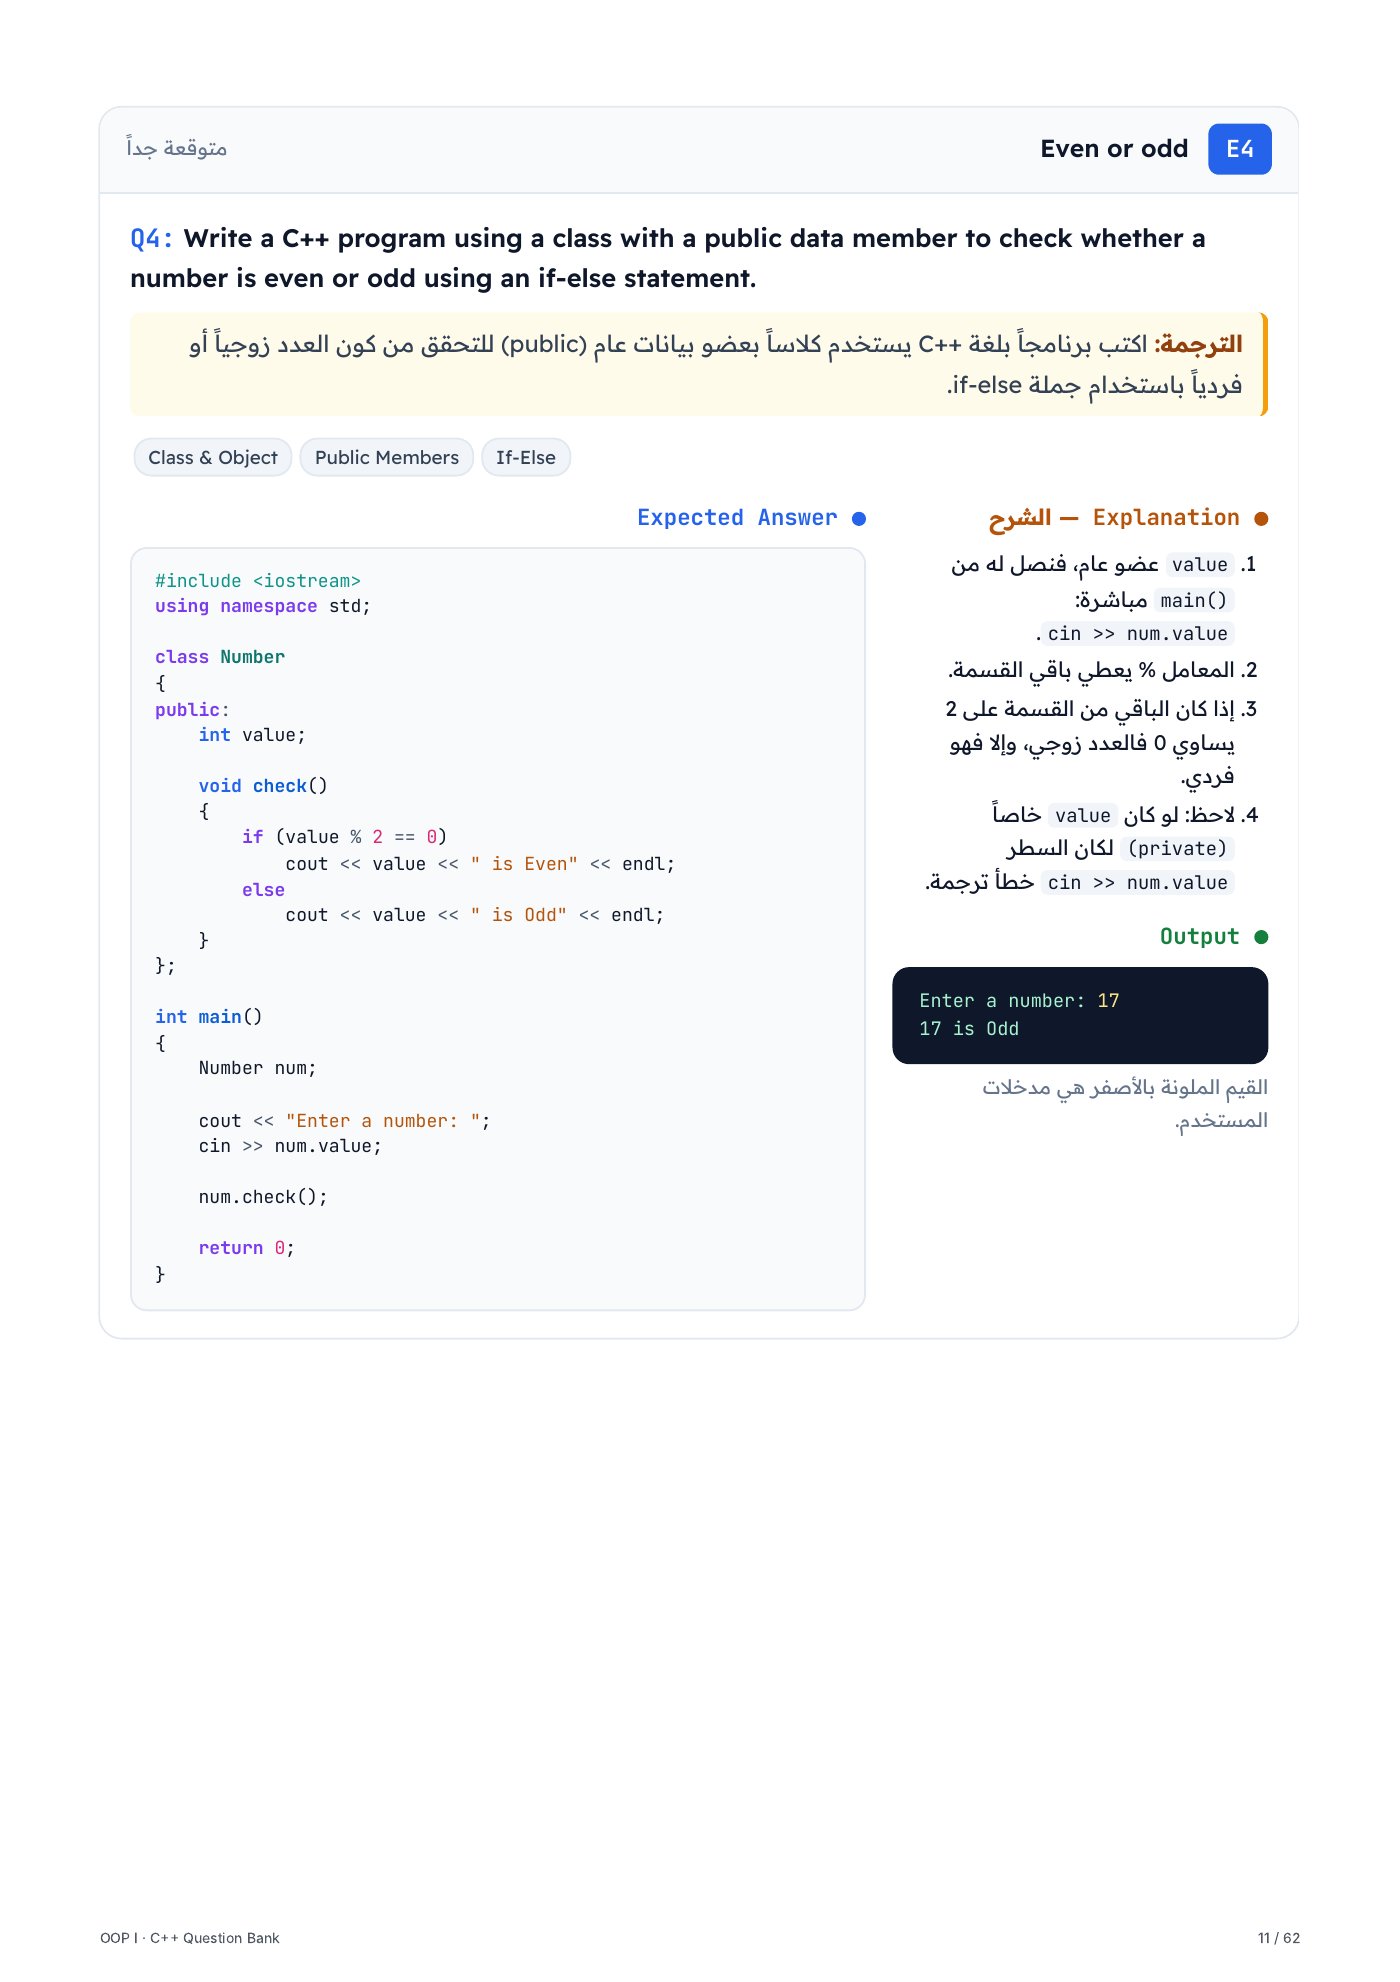 E4 Even or odd
متوقعة جداً
Q4: Write a C++ program using a class with a public data member to check whether a
number is even or odd using an if-else statement.
الترجمة: اكتب برنامجاً بلغة C++ يستخدم كلاساً بعضو بيانات عام (public) للتحقق من كون العدد زوجياً أو
فردياً باستخدام جملة if-else.
Class & Object
Public Members
If-Else
Expected Answer
#include <iostream>
using namespace std;

class Number
{
public:
    int value;

    void check()
    {
        if (value % 2 == 0)
            cout << value << " is Even" << endl;
        else
            cout << value << " is Odd" << endl;
    }
};

int main()
{
    Number num;

    cout << "Enter a number: ";
    cin >> num.value;

    num.check();

    return 0;
}
Explanation — الشرح
1. value عضو عام، فنصل له من
main() مباشرة:
cin >> num.value.
2. المعامل % يعطي باقي القسمة.
3. إذا كان الباقي من القسمة على 2
يساوي 0 فالعدد زوجي، وإلا فهو
فردي.
4. لاحظ: لو كان value خاصاً
(private) لكان السطر
cin >> num.value خطأ ترجمة.
Output
Enter a number: 17
17 is Odd
القيم الملونة بالأصفر هي مدخلات
المستخدم.
OOP I · C++ Question Bank
11 / 62